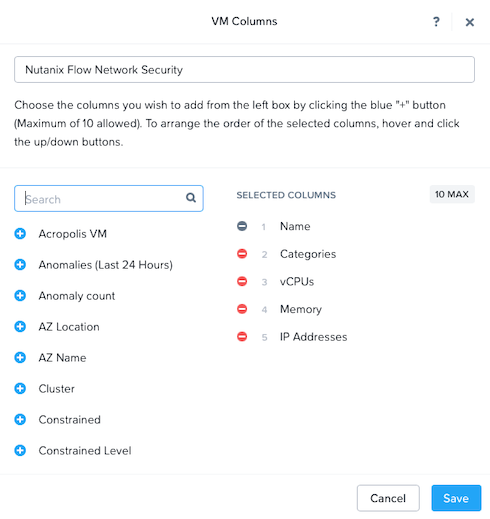 VM Columns
? ×
Nutanix Flow Network Security
Choose the columns you wish to add from the left box by clicking the blue "+" button
(Maximum of 10 allowed). To arrange the order of the selected columns, hover and click
the up/down buttons.
Search
Acropolis VM
Anomalies (Last 24 Hours)
Anomaly count
AZ Location
AZ Name
Cluster
Constrained
Constrained Level
SELECTED COLUMNS
10 MAX
1 Name
2 Categories
3 vCPUs
4 Memory
5 IP Addresses
Cancel
Save